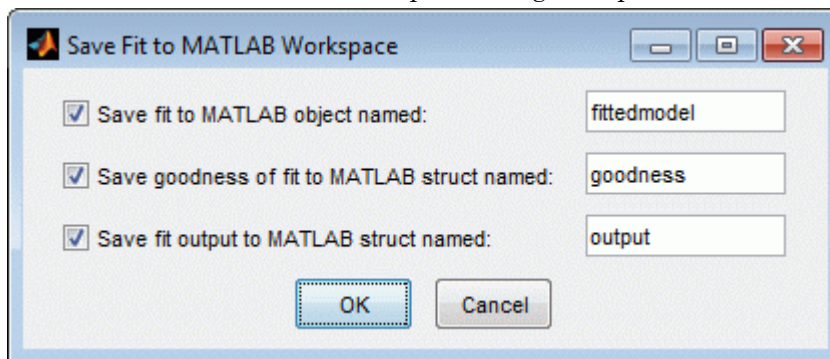 Save Fit to MATLAB Workspace
Save fit to MATLAB object named: fittedmodel
Save goodness of fit to MATLAB struct named: goodness
Save fit output to MATLAB struct named: output
OK Cancel